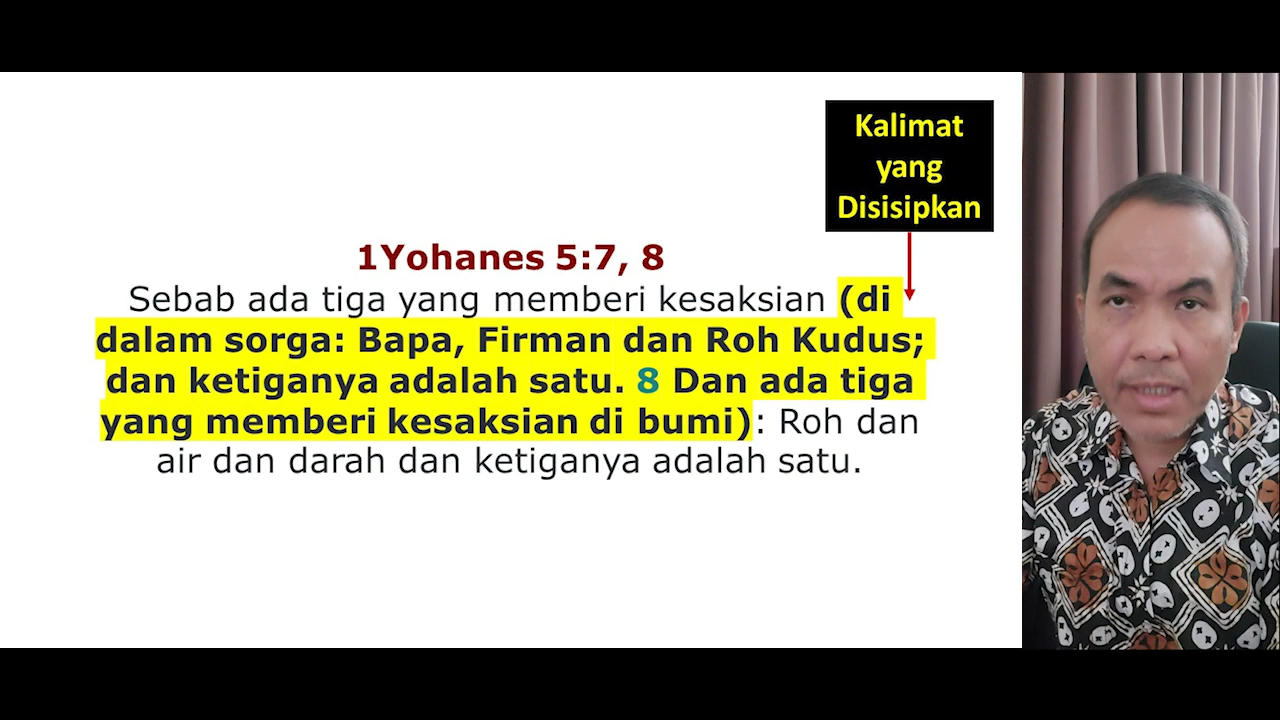 Kalimat
yang
Disisipkan
1Yohanes 5:7, 8
Sebab ada tiga yang memberi kesaksian (di
dalam sorga: Bapa, Firman dan Roh Kudus;
dan ketiganya adalah satu. 8 Dan ada tiga
yang memberi kesaksian di bumi): Roh dan
air dan darah dan ketiganya adalah satu.